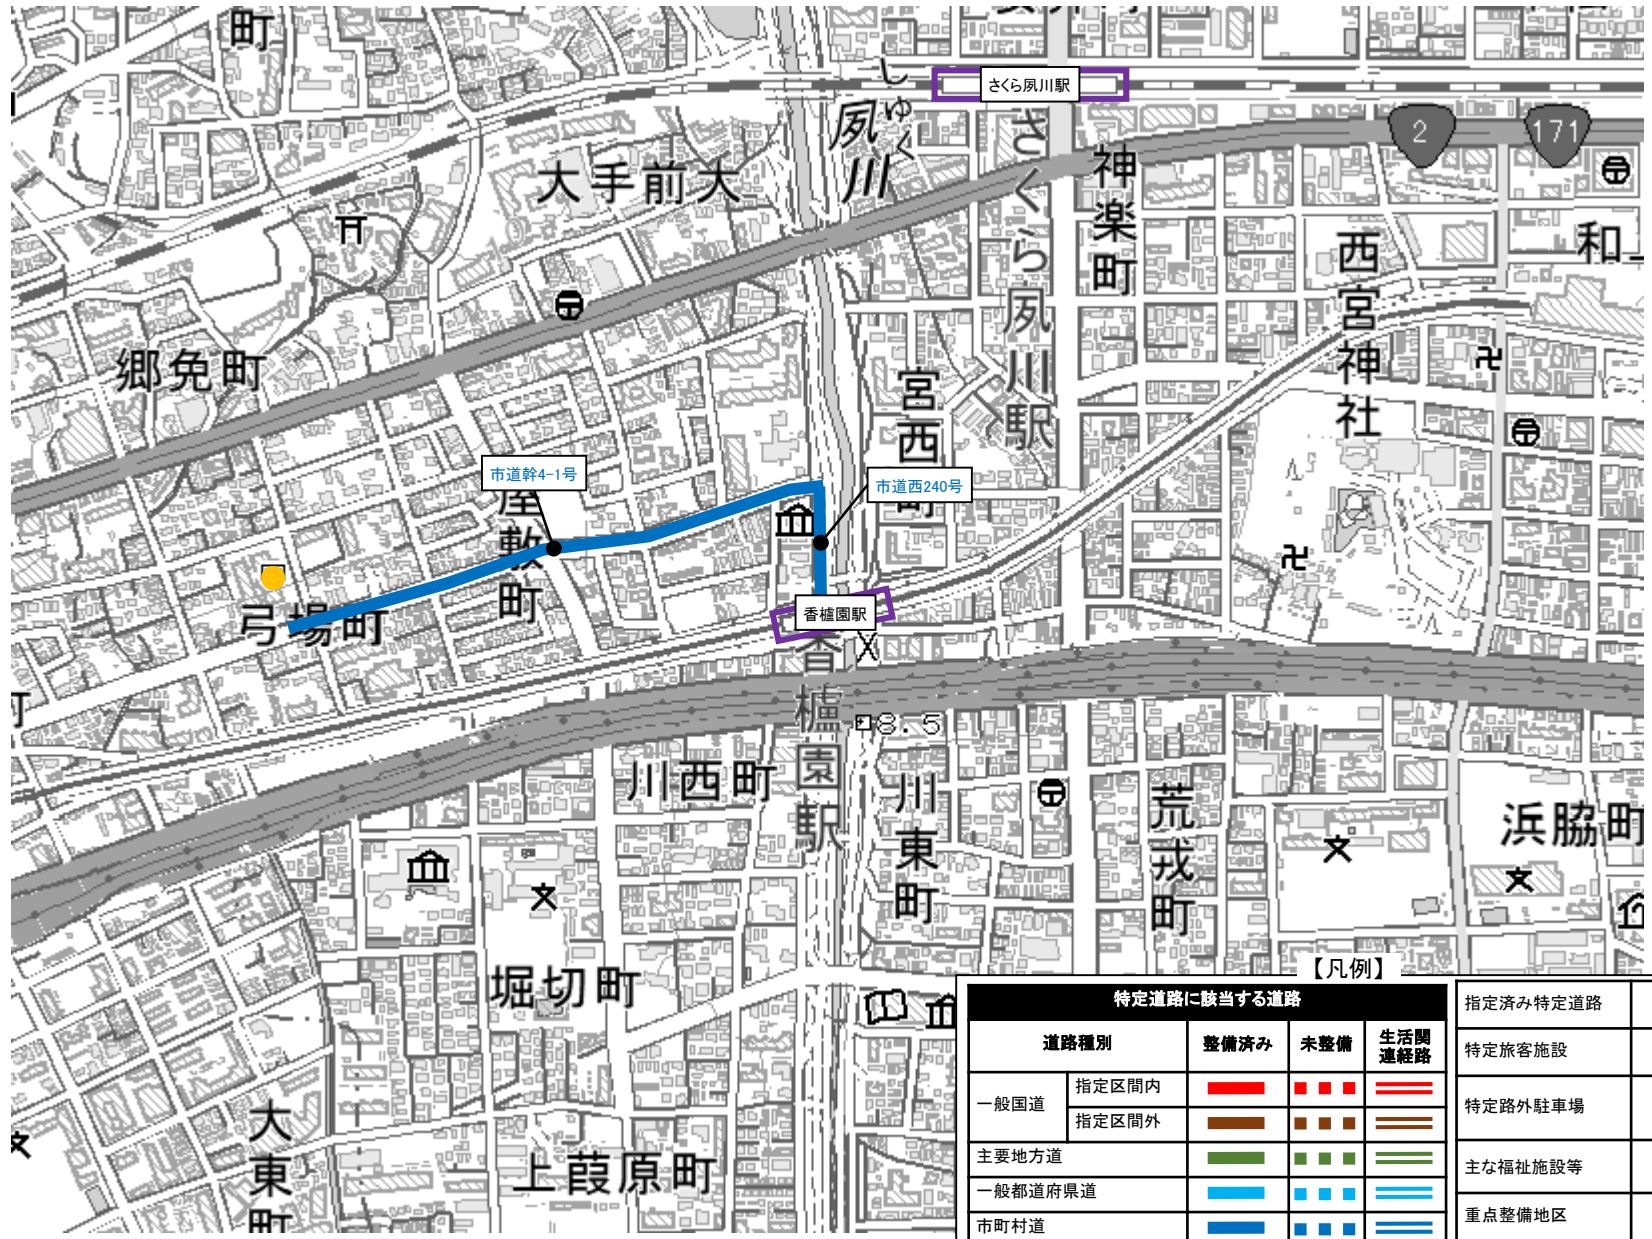 町
しゅく
夙川
さくら夙川駅
さくら夙川駅
2
171
大手前大
神楽町
西宮神社
和上
郷免町
宮西町
市道幹4-1号
市道西240号
屋敷町
弓場町
香櫨園駅
香櫨園駅
町
8.5
川西町
川東町
荒戎町
浜脇町
堀切町
大東町
上葭原町
【凡例】
特定道路に該当する道路
道路種別 整備済み 未整備 生活関連経路
一般国道 指定区間内
指定区間外
主要地方道
一般都道府県道
市町村道
指定済み特定道路
特定旅客施設
特定路外駐車場
主な福祉施設等
重点整備地区